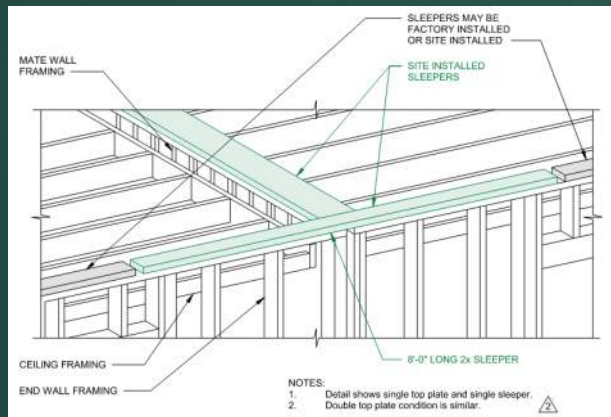 SLEEPERS MAY BE
FACTORY INSTALLED
OR SITE INSTALLED
MATE WALL
FRAMING
SITE INSTALLED
SLEEPERS
CEILING FRAMING
END WALL FRAMING
8'-0" LONG 2x SLEEPER
NOTES:
1. Detail shows single top plate and single sleeper.
2. Double top plate condition is similar.
2